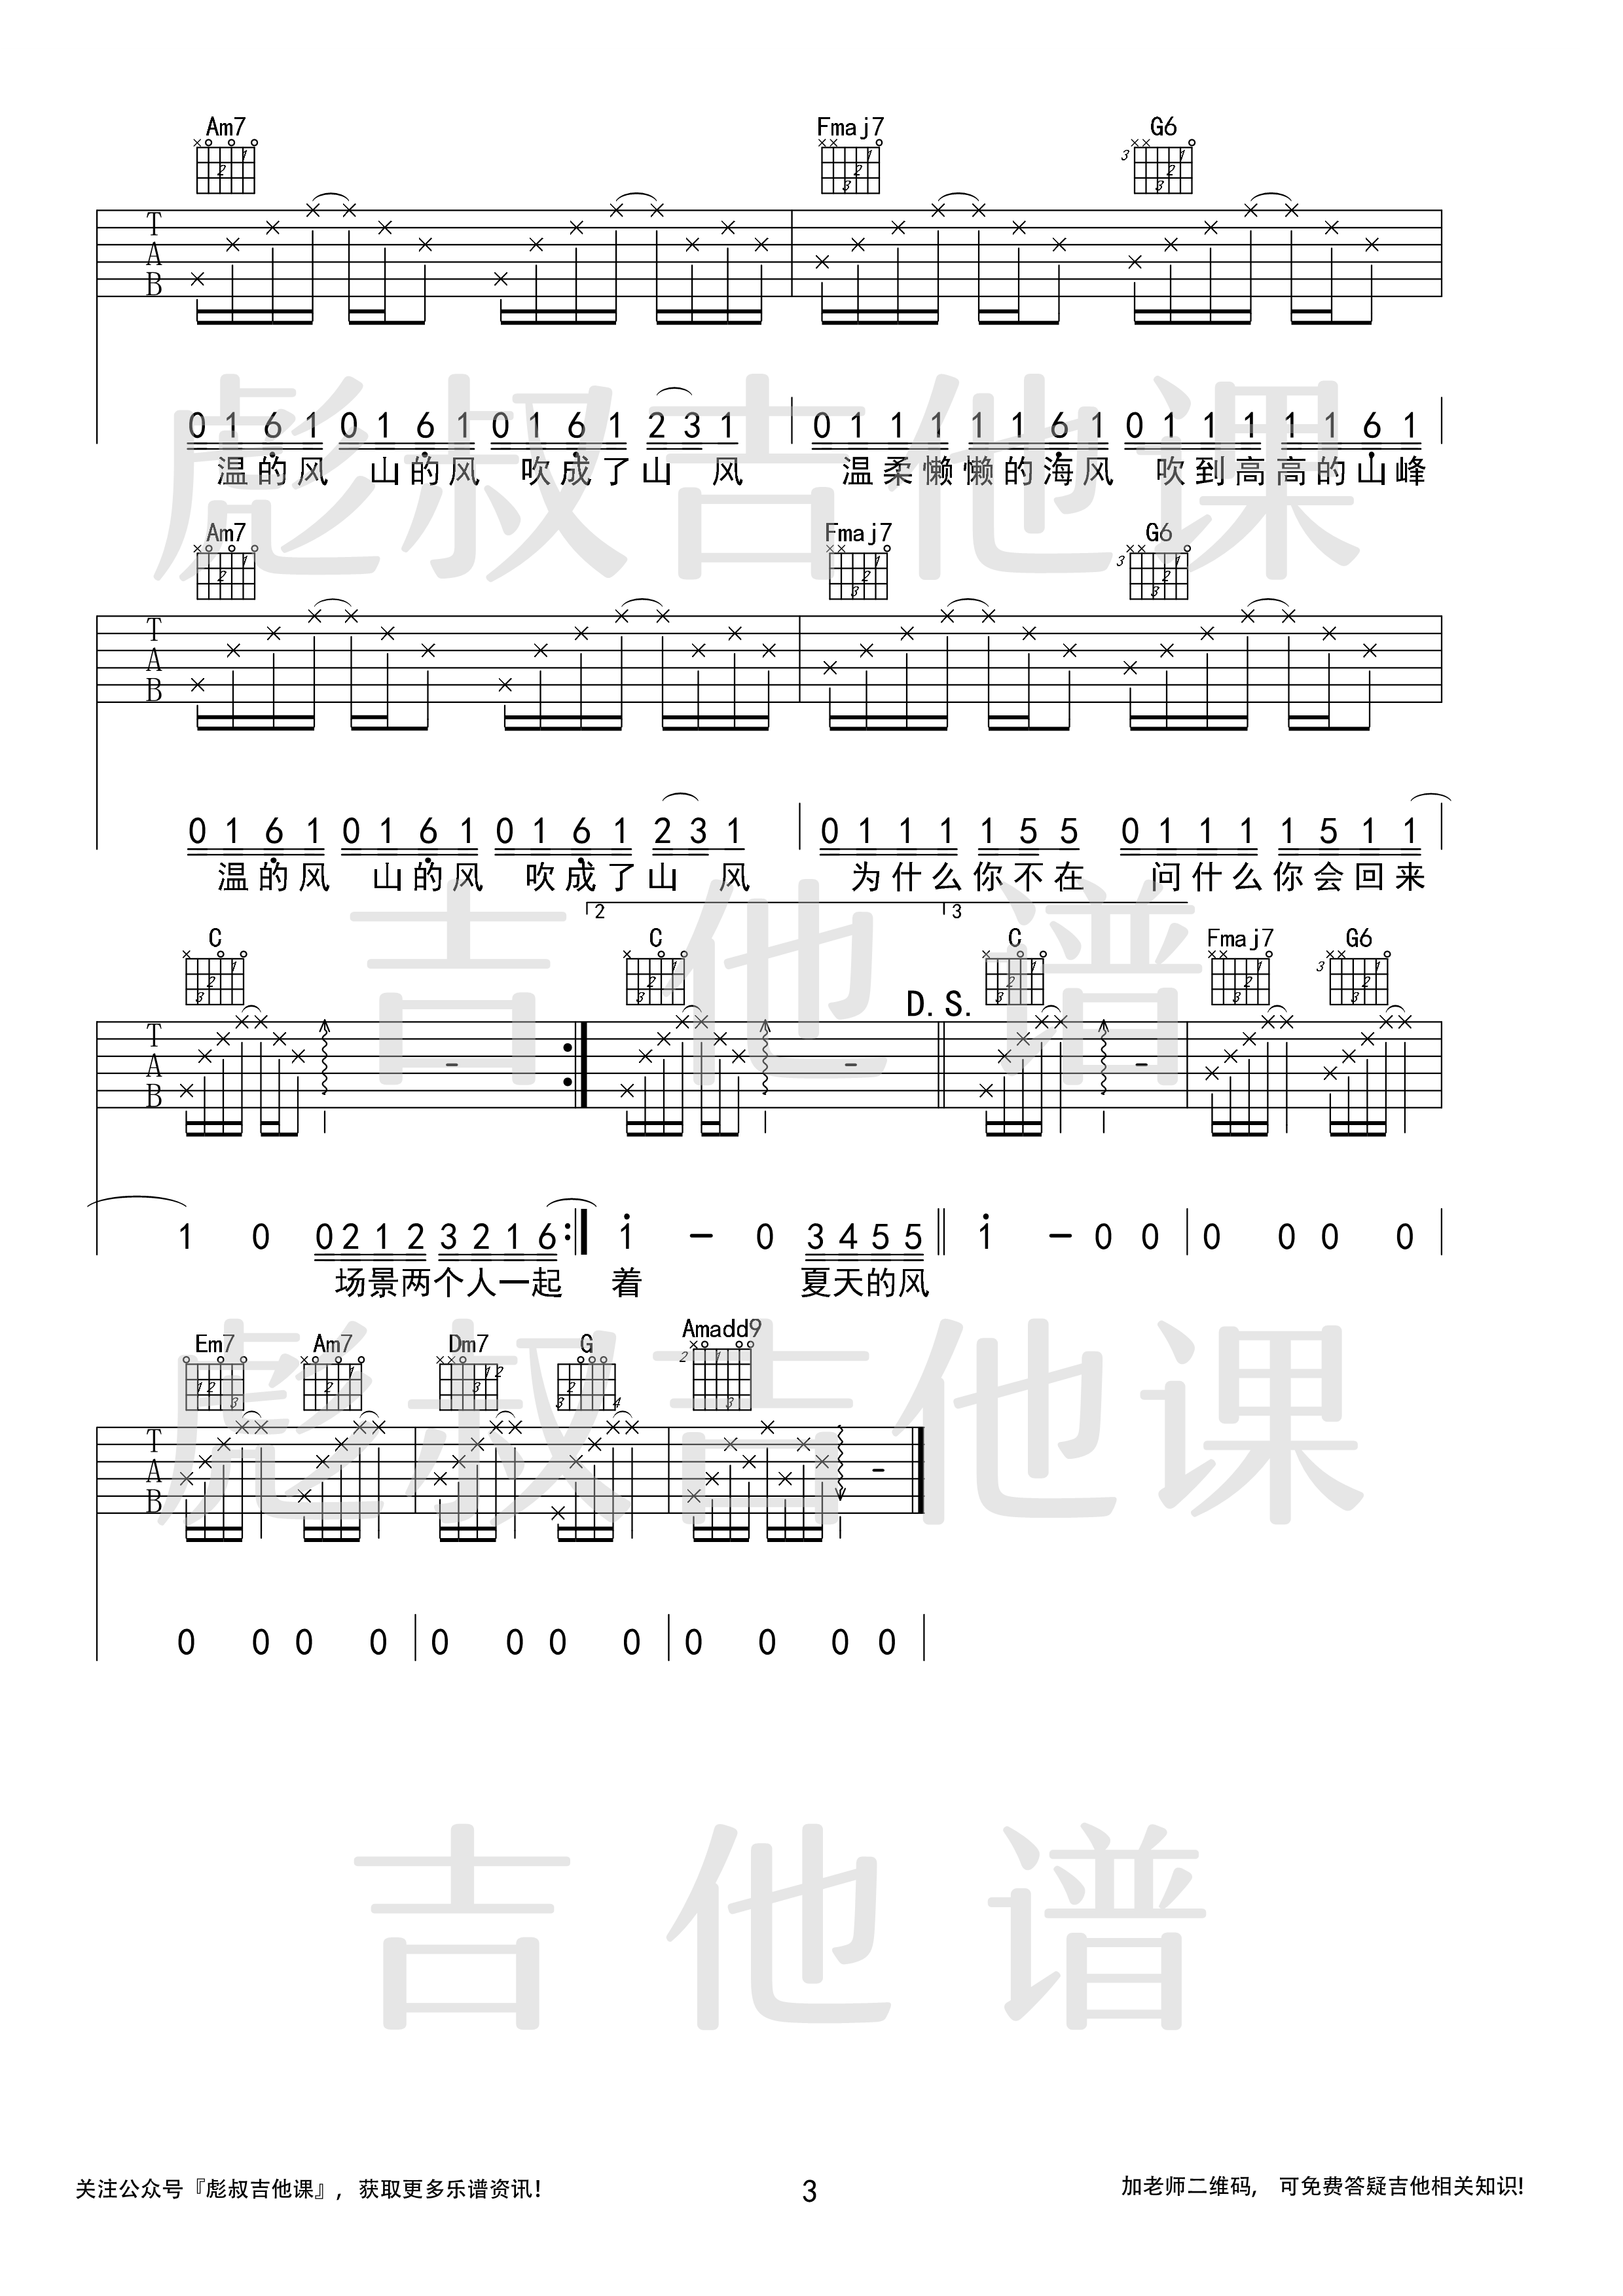 Am7 Fmaj7 G6
3
T A B
0 1 6 1 0 1 6 1 0 1 6 1 2 3 1 0 1 1 1 1 1 6 1 0 1 1 1 1 1 6 1
温的风 山的风 吹成了山 风 温柔懒懒的海风 吹到高高的山峰
彪叔吉他课
Am7 Fmaj7 G6
3
T A B
0 1 6 1 0 1 6 1 0 1 6 1 2 3 1 0 1 1 1 1 5 5 0 1 1 1 1 5 1 1
温的风 山的风 吹成了山 风 为什么你不在 问什么你会回来
吉他谱
2 3
C C C Fmaj7 G6
3
D.S.
T A B
1 0 0 2 1 2 3 2 1 6 1 - 0 3 4 5 5 1 - 0 0 0 0 0 0
场景两个人一起 着 夏天的风
彪叔吉他课
Em7 Am7 Dm7 G Amadd9
2
T A B
0 0 0 0 0 0 0 0 0 0 0 0
吉他谱
关注公众号『彪叔吉他课』，获取更多乐谱资讯！
3
加老师二维码， 可免费答疑吉他相关知识！